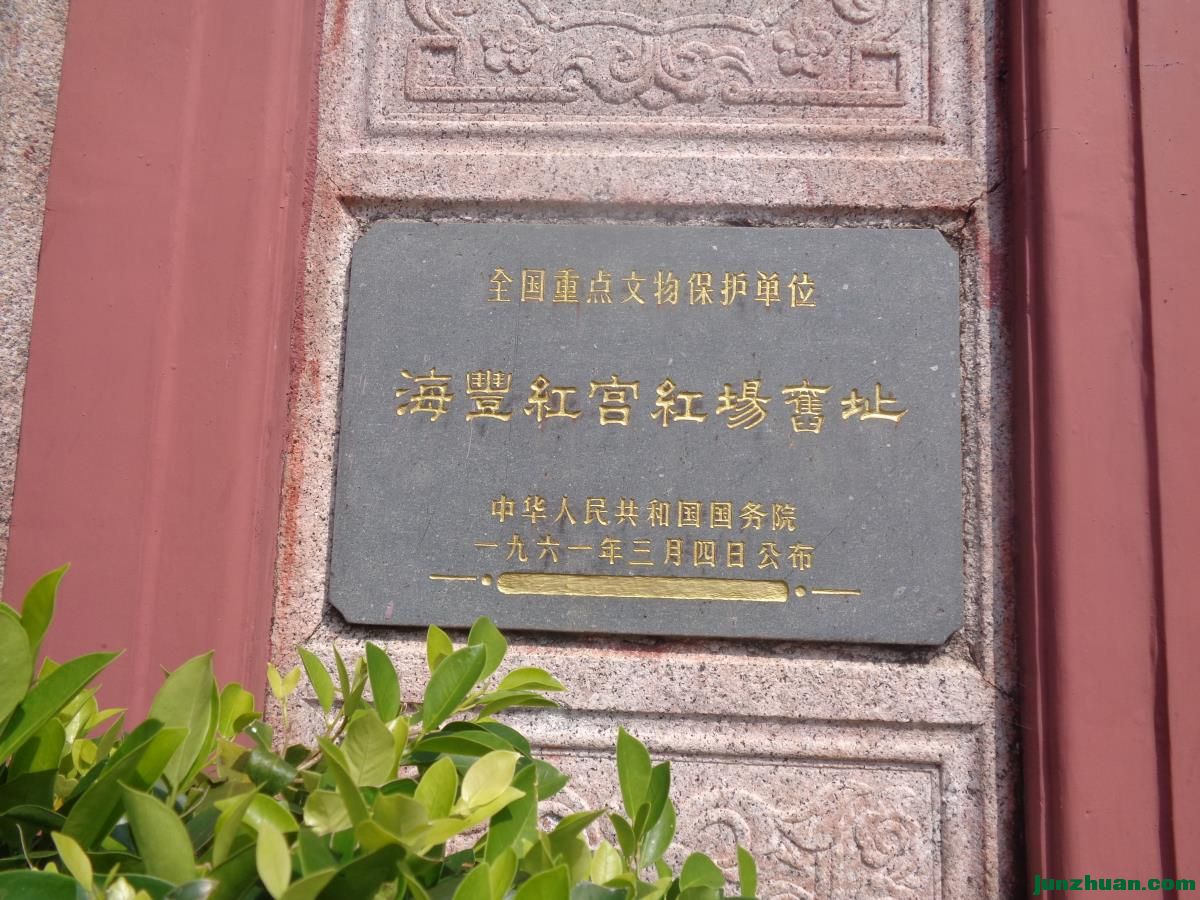 全国重点文物保护单位
海豐紅宫紅場舊址
中华人民共和国国务院
一九六一年三月四日公布
junzhuan.com